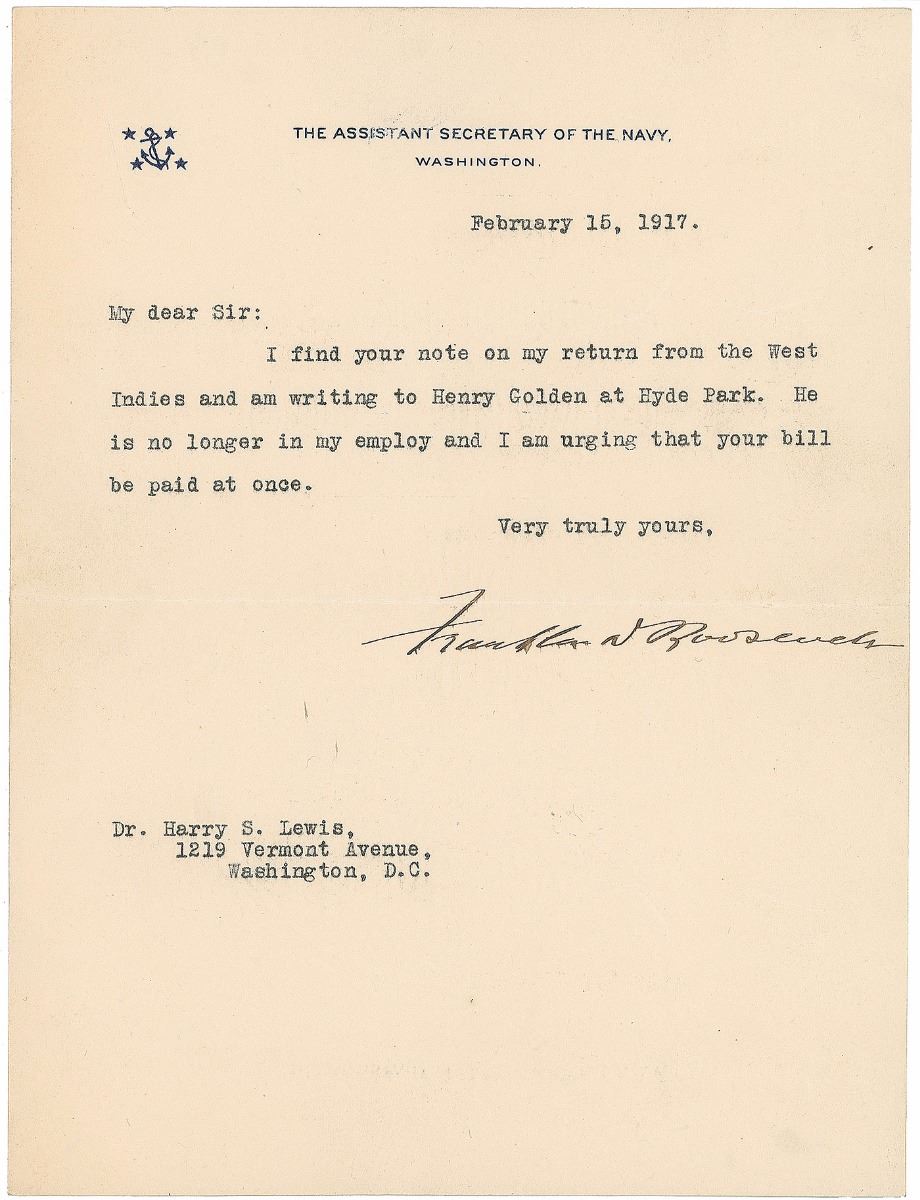 THE ASSISTANT SECRETARY OF THE NAVY,
WASHINGTON.
February 15, 1917.
My dear Sir:
I find your note on my return from the West
Indies and am writing to Henry Golden at Hyde Park. He
is no longer in my employ and I am urging that your bill
be paid at once.
Very truly yours,
Franklin D Roosevelt
Dr. Harry S. Lewis,
1219 Vermont Avenue,
Washington, D.C.